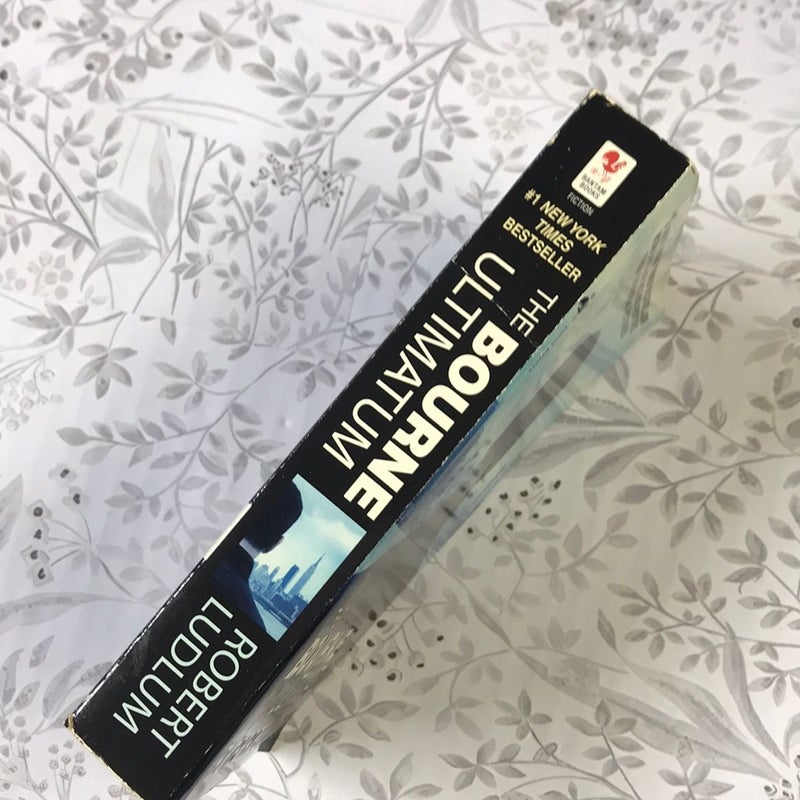 BANTAM
BOOKS
FICTION
#1 NEW YORK
TIMES
BESTSELLER
THE
BOURNE
ULTIMATUM
ROBERT
LUDLUM